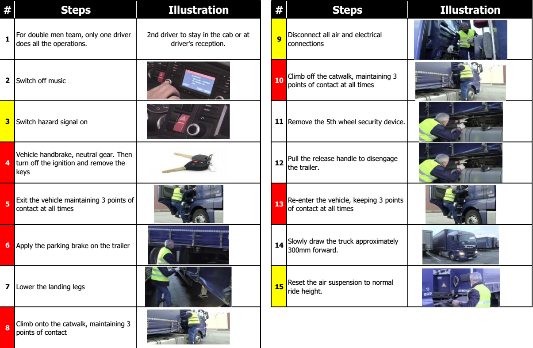 # Steps Illustration
1 For double men team, only one driver
does all the operations.
2nd driver to stay in the cab or at
driver's reception.
2 Switch off music
3 Switch hazard signal on
4 Vehicle handbrake, neutral gear. Then
turn off the ignition and remove the
keys
5 Exit the vehicle maintaining 3 points of
contact at all times
6 Apply the parking brake on the trailer
7 Lower the landing legs
8 Climb onto the catwalk, maintaining 3
points of contact
# Steps Illustration
9 Disconnect all air and electrical
connections
10 Climb off the catwalk, maintaining 3
points of contact at all times
11 Remove the 5th wheel security device.
12 Pull the release handle to disengage
the trailer.
13 Re-enter the vehicle, keeping 3 points
of contact at all times
14 Slowly draw the truck approximately
300mm forward.
15 Reset the air suspension to normal
ride height.